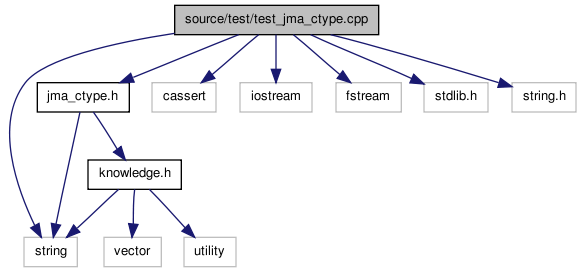 source/test/test_jma_ctype.cpp
jma_ctype.h
cassert
iostream
fstream
stdlib.h
string.h
knowledge.h
string
vector
utility